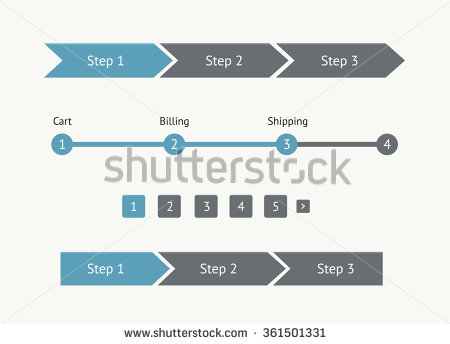 Step 1 Step 2 Step 3
Cart Billing Shipping
1 2 3 4
shutterstock
1 2 3 4 5 >
Step 1 Step 2 Step 3
www.shutterstock.com · 361501331